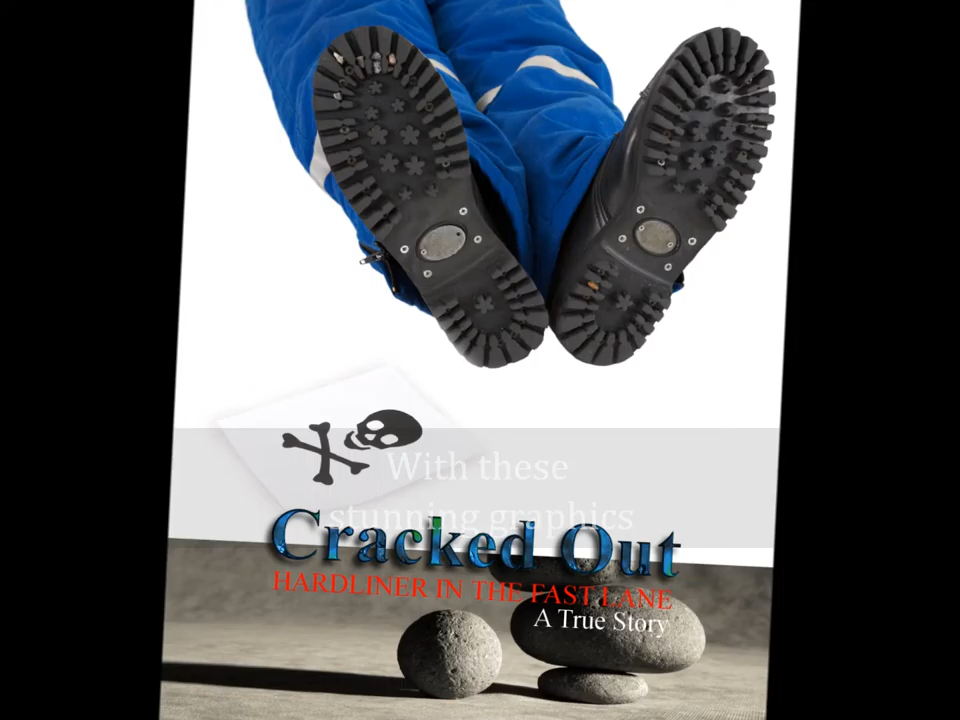 With these
stunning graphics
Cracked Out
HARDLINER IN THE FAST LANE
A True Story